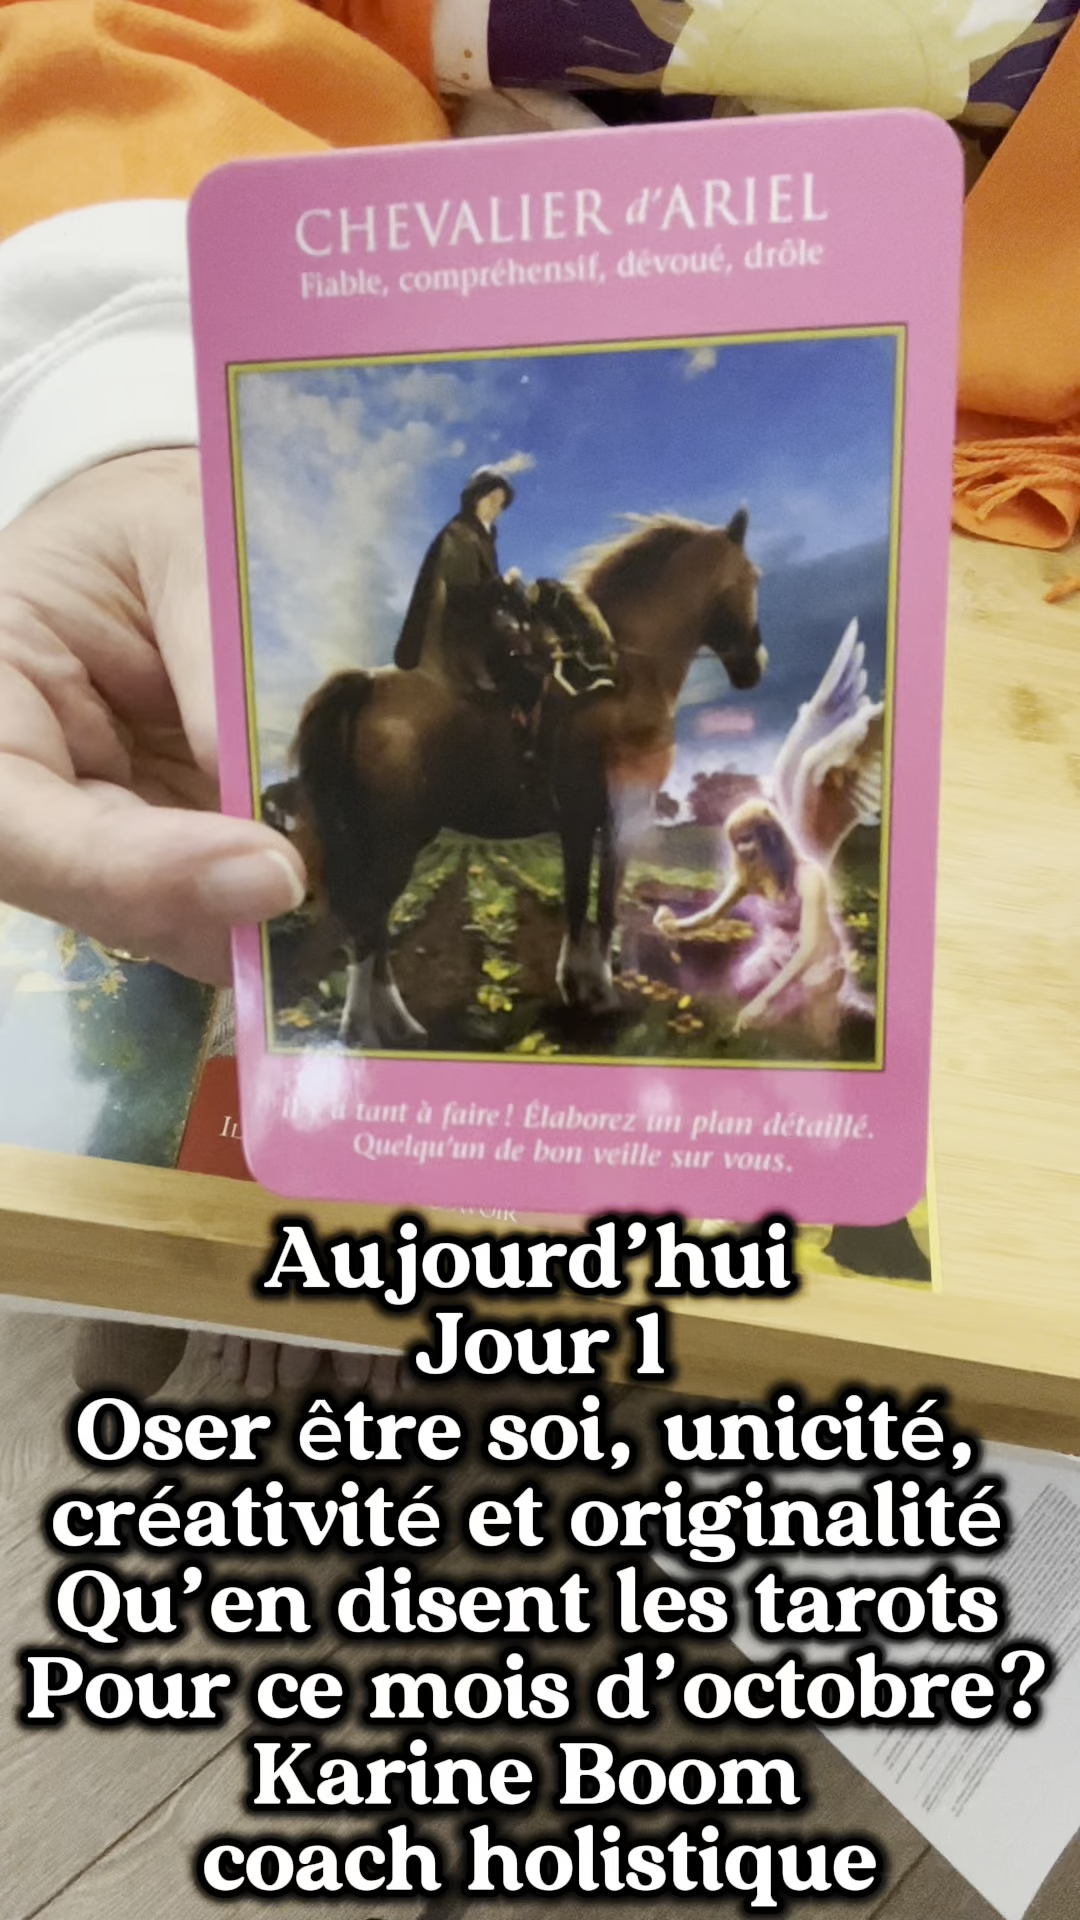 CHEVALIER d'ARIEL
Fiable, compréhensif, dévoué, drôle
Il y a tant à faire! Élaborez un plan détaillé.
Quelqu'un de bon veille sur vous.
IL
Aujourd'hui
Jour 1
Oser être soi, unicité,
créativité et originalité
Qu'en disent les tarots
Pour ce mois d'octobre?
Karine Boom
coach holistique